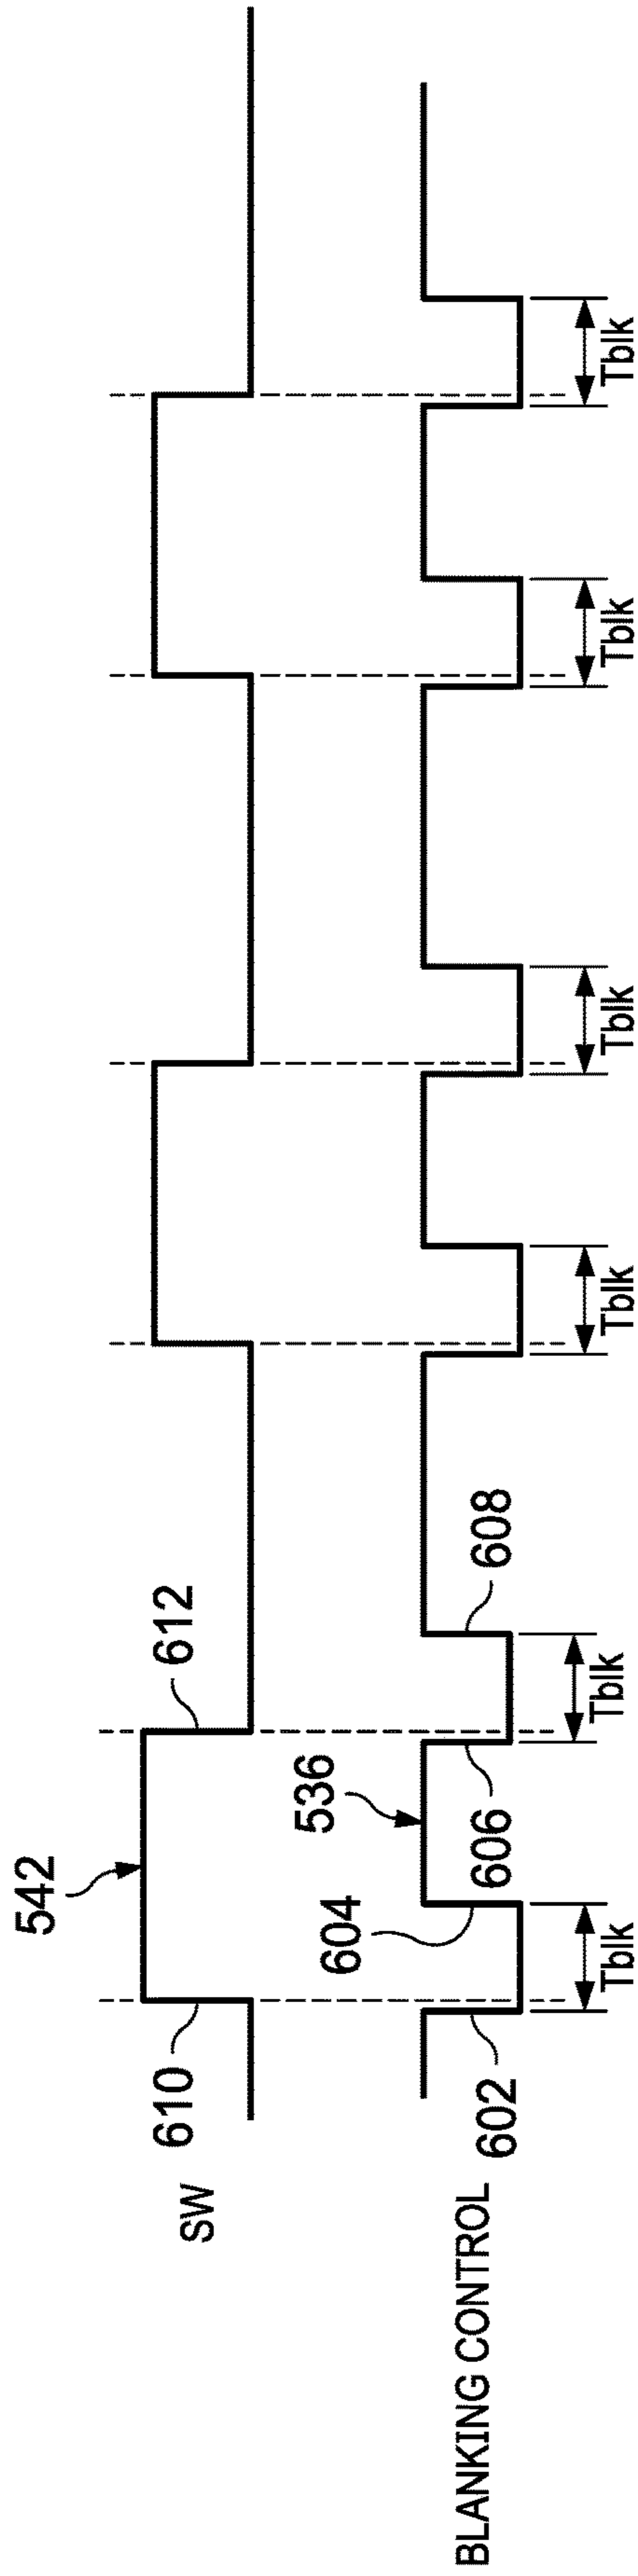 542
610
612
SW
536
604
608
602
606
BLANKING CONTROL
Tblk
Tblk
Tblk
Tblk
Tblk
Tblk